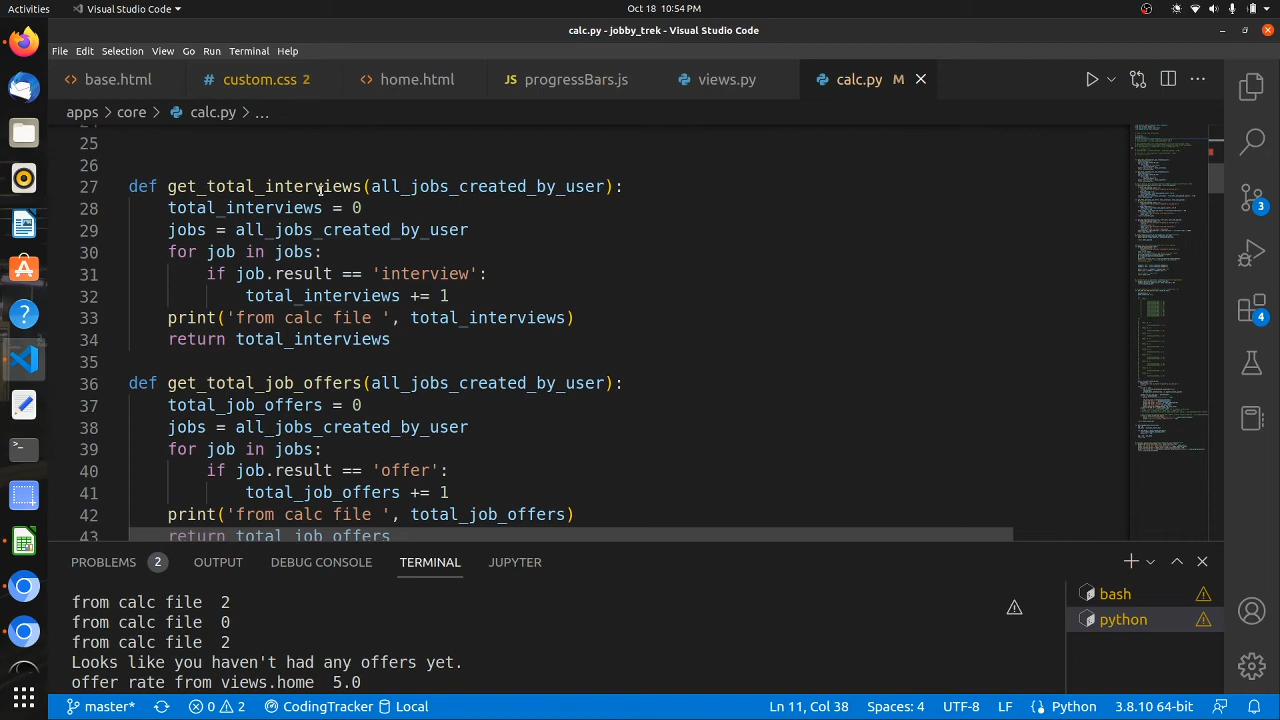 Activities
Visual Studio Code
Oct 18 10:54 PM
calc.py - jobby_trek - Visual Studio Code
File Edit Selection View Go Run Terminal Help
base.html
custom.css 2
home.html
JS progressBars.js
views.py
calc.py M
apps > core > calc.py > ...
24
25
26
27 def get_total_interviews(all_jobs_created_by_user):
28 total_interviews = 0
29 jobs = all_jobs_created_by_user
30 for job in jobs:
31 if job.result == 'interview':
32 total_interviews += 1
33 print('from calc file ', total_interviews)
34 return total_interviews
35
36 def get_total_job_offers(all_jobs_created_by_user):
37 total_job_offers = 0
38 jobs = all_jobs_created_by_user
39 for job in jobs:
40 if job.result == 'offer':
41 total_job_offers += 1
42 print('from calc file ', total_job_offers)
43 return total_job_offers
3
4
PROBLEMS 2 OUTPUT DEBUG CONSOLE TERMINAL JUPYTER
from calc file  2
from calc file  0
from calc file  2
Looks like you haven't had any offers yet.
offer rate from views.home  5.0
bash
python
master* 0 2 CodingTracker Local Ln 11, Col 38 Spaces: 4 UTF-8 LF Python 3.8.10 64-bit